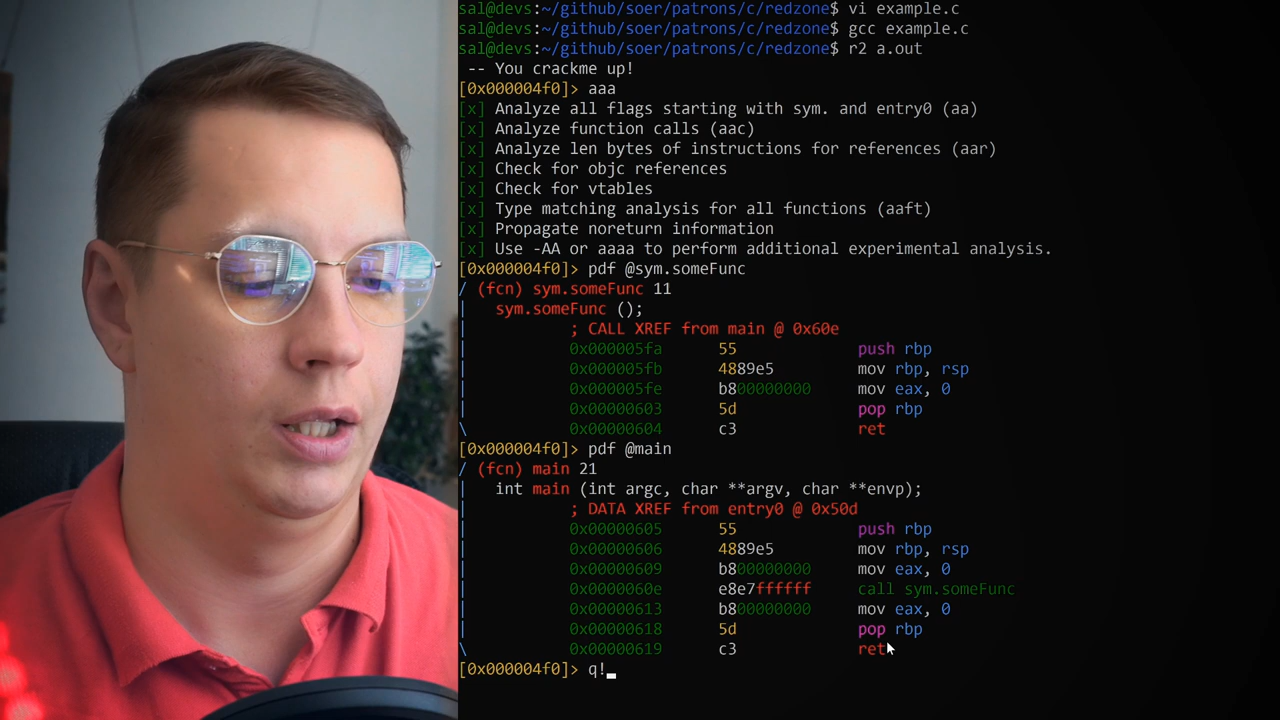 sal@devs:~/github/soer/patrons/c/redzone$ vi example.c
sal@devs:~/github/soer/patrons/c/redzone$ gcc example.c
sal@devs:~/github/soer/patrons/c/redzone$ r2 a.out
 -- You crackme up!
[0x000004f0]> aaa
[x] Analyze all flags starting with sym. and entry0 (aa)
[x] Analyze function calls (aac)
[x] Analyze len bytes of instructions for references (aar)
[x] Check for objc references
[x] Check for vtables
[x] Type matching analysis for all functions (aaft)
[x] Propagate noreturn information
[x] Use -AA or aaaa to perform additional experimental analysis.
[0x000004f0]> pdf @sym.someFunc
/ (fcn) sym.someFunc 11
|   sym.someFunc ();
|           ; CALL XREF from main @ 0x60e
|           0x000005fa      55             push rbp
|           0x000005fb      4889e5         mov rbp, rsp
|           0x000005fe      b800000000     mov eax, 0
|           0x00000603      5d             pop rbp
\           0x00000604      c3             ret
[0x000004f0]> pdf @main
/ (fcn) main 21
|   int main (int argc, char **argv, char **envp);
|           ; DATA XREF from entry0 @ 0x50d
|           0x00000605      55             push rbp
|           0x00000606      4889e5         mov rbp, rsp
|           0x00000609      b800000000     mov eax, 0
|           0x0000060e      e8e7ffffff     call sym.someFunc
|           0x00000613      b800000000     mov eax, 0
|           0x00000618      5d             pop rbp
\           0x00000619      c3             ret
[0x000004f0]> q!